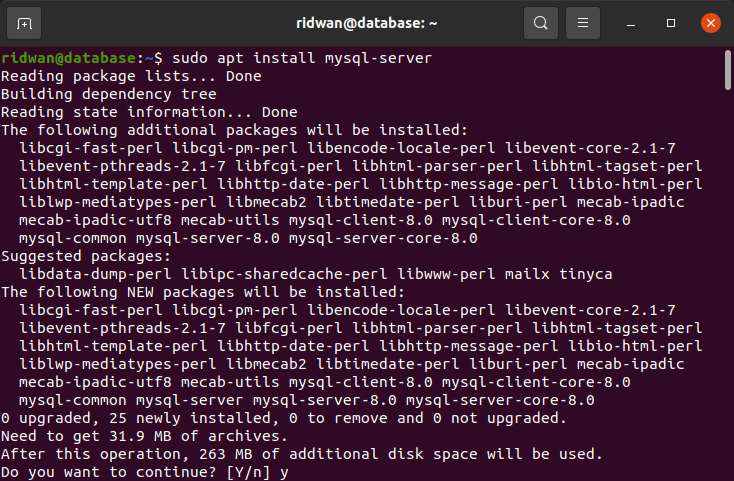 ridwan@database: ~
ridwan@database:~$ sudo apt install mysql-server
Reading package lists... Done
Building dependency tree
Reading state information... Done
The following additional packages will be installed:
  libcgi-fast-perl libcgi-pm-perl libencode-locale-perl libevent-core-2.1-7
  libevent-pthreads-2.1-7 libfcgi-perl libhtml-parser-perl libhtml-tagset-perl
  libhtml-template-perl libhttp-date-perl libhttp-message-perl libio-html-perl
  liblwp-mediatypes-perl libmecab2 libtimedate-perl liburi-perl mecab-ipadic
  mecab-ipadic-utf8 mecab-utils mysql-client-8.0 mysql-client-core-8.0
  mysql-common mysql-server-8.0 mysql-server-core-8.0
Suggested packages:
  libdata-dump-perl libipc-sharedcache-perl libwww-perl mailx tinyca
The following NEW packages will be installed:
  libcgi-fast-perl libcgi-pm-perl libencode-locale-perl libevent-core-2.1-7
  libevent-pthreads-2.1-7 libfcgi-perl libhtml-parser-perl libhtml-tagset-perl
  libhtml-template-perl libhttp-date-perl libhttp-message-perl libio-html-perl
  liblwp-mediatypes-perl libmecab2 libtimedate-perl liburi-perl mecab-ipadic
  mecab-ipadic-utf8 mecab-utils mysql-client-8.0 mysql-client-core-8.0
  mysql-common mysql-server mysql-server-8.0 mysql-server-core-8.0
0 upgraded, 25 newly installed, 0 to remove and 0 not upgraded.
Need to get 31.9 MB of archives.
After this operation, 263 MB of additional disk space will be used.
Do you want to continue? [Y/n] y